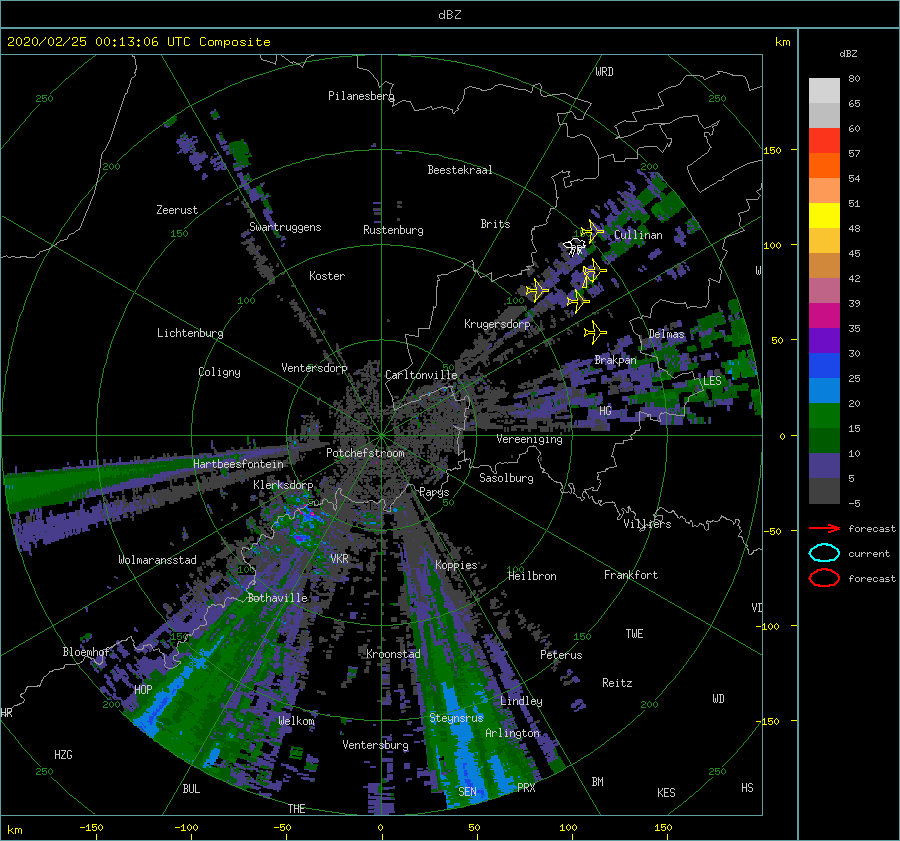 dBZ
2020/02/25 00:13:06 UTC Composite
km
dBZ
WRD
250
Pilanesberg
250
80
65
60
57
54
51
48
45
42
39
35
30
25
20
15
10
5
-5
150
200
Beestekraal
200
Zeerust
Swartruggens
Rustenburg
Brits
150
Cullinan
100
W
Koster
100
100
Krugersdorp
Lichtenburg
Delmas
50
Ventersdorp
Coligny
Carltonville
Brakpan
LES
HG
0
Vereeniging
Potchefstroom
Hartbeesfontein
Sasolburg
Klerksdorp
Parys
50
50
Villiers
forecast
-50
current
Wolmaransstad
VKR
Koppies
100
100
Heilbron
Frankfort
forecast
Bothaville
VI
-100
150
150
TWE
Bloemhof
Kroonstad
Peterus
HOP
Reitz
200
Lindley
200
WD
HR
Welkom
Steynsrus
-150
Arlington
HZG
Ventersburg
250
250
BUL
SEN
PRX
BM
KES
HS
THE
km
-150
-100
-50
0
50
100
150